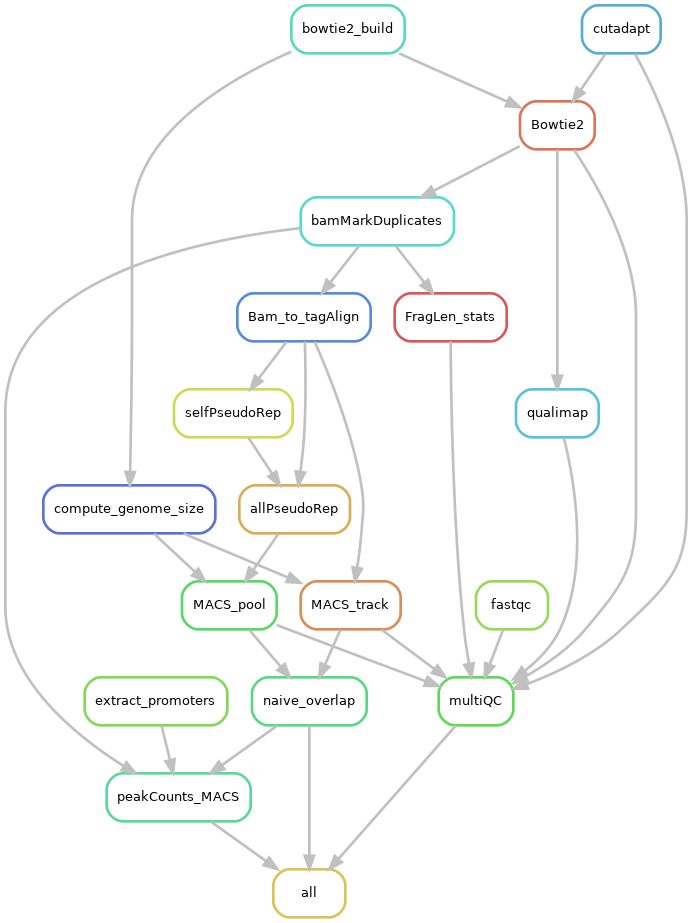 bowtie2_build
cutadapt
Bowtie2
bamMarkDuplicates
Bam_to_tagAlign
FragLen_stats
selfPseudoRep
qualimap
compute_genome_size
allPseudoRep
MACS_pool
MACS_track
fastqc
extract_promoters
naive_overlap
multiQC
peakCounts_MACS
all